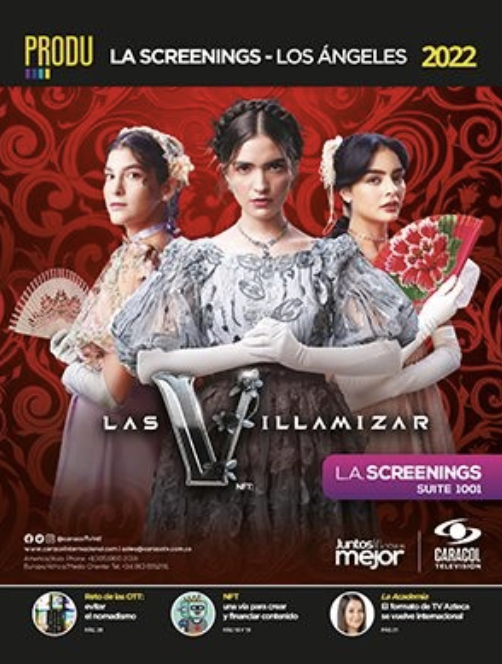 PRODU LA SCREENINGS - LOS ÁNGELES 2022
LAS VILLAMIZAR
NFT:
L.A. SCREENINGS
SUITE 1001
@caracoltvintl
www.caracolinternacional.com | sales@caracoltv.com.co
Juntos
mejor
CARACOL
TELEVISIÓN
Reto de las OTT:
evitar
el nomadismo
NFT
una vía para crear
y financiar contenido
La Academia
El formato de TV Azteca
se vuelve internacional